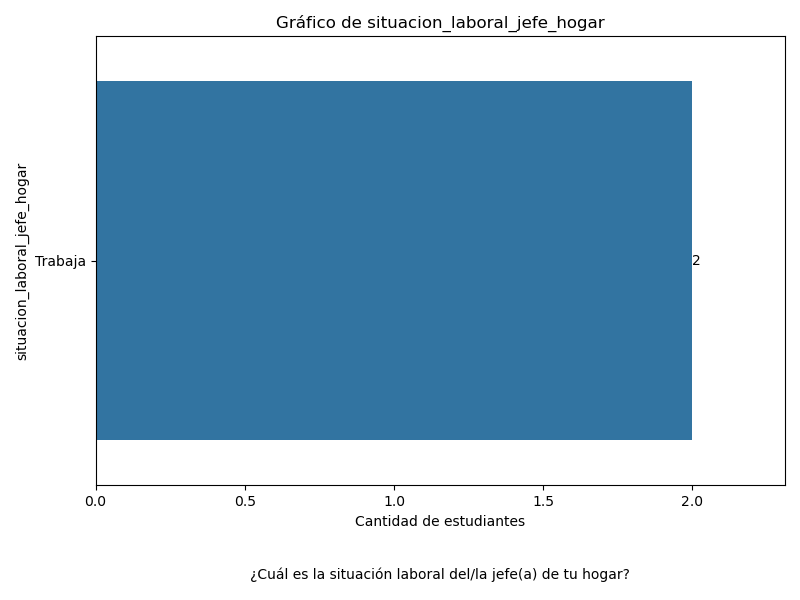 Gráfico de situacion_laboral_jefe_hogar
situacion_laboral_jefe_hogar
Trabaja
2
0.0 0.5 1.0 1.5 2.0
Cantidad de estudiantes
¿Cuál es la situación laboral del/la jefe(a) de tu hogar?